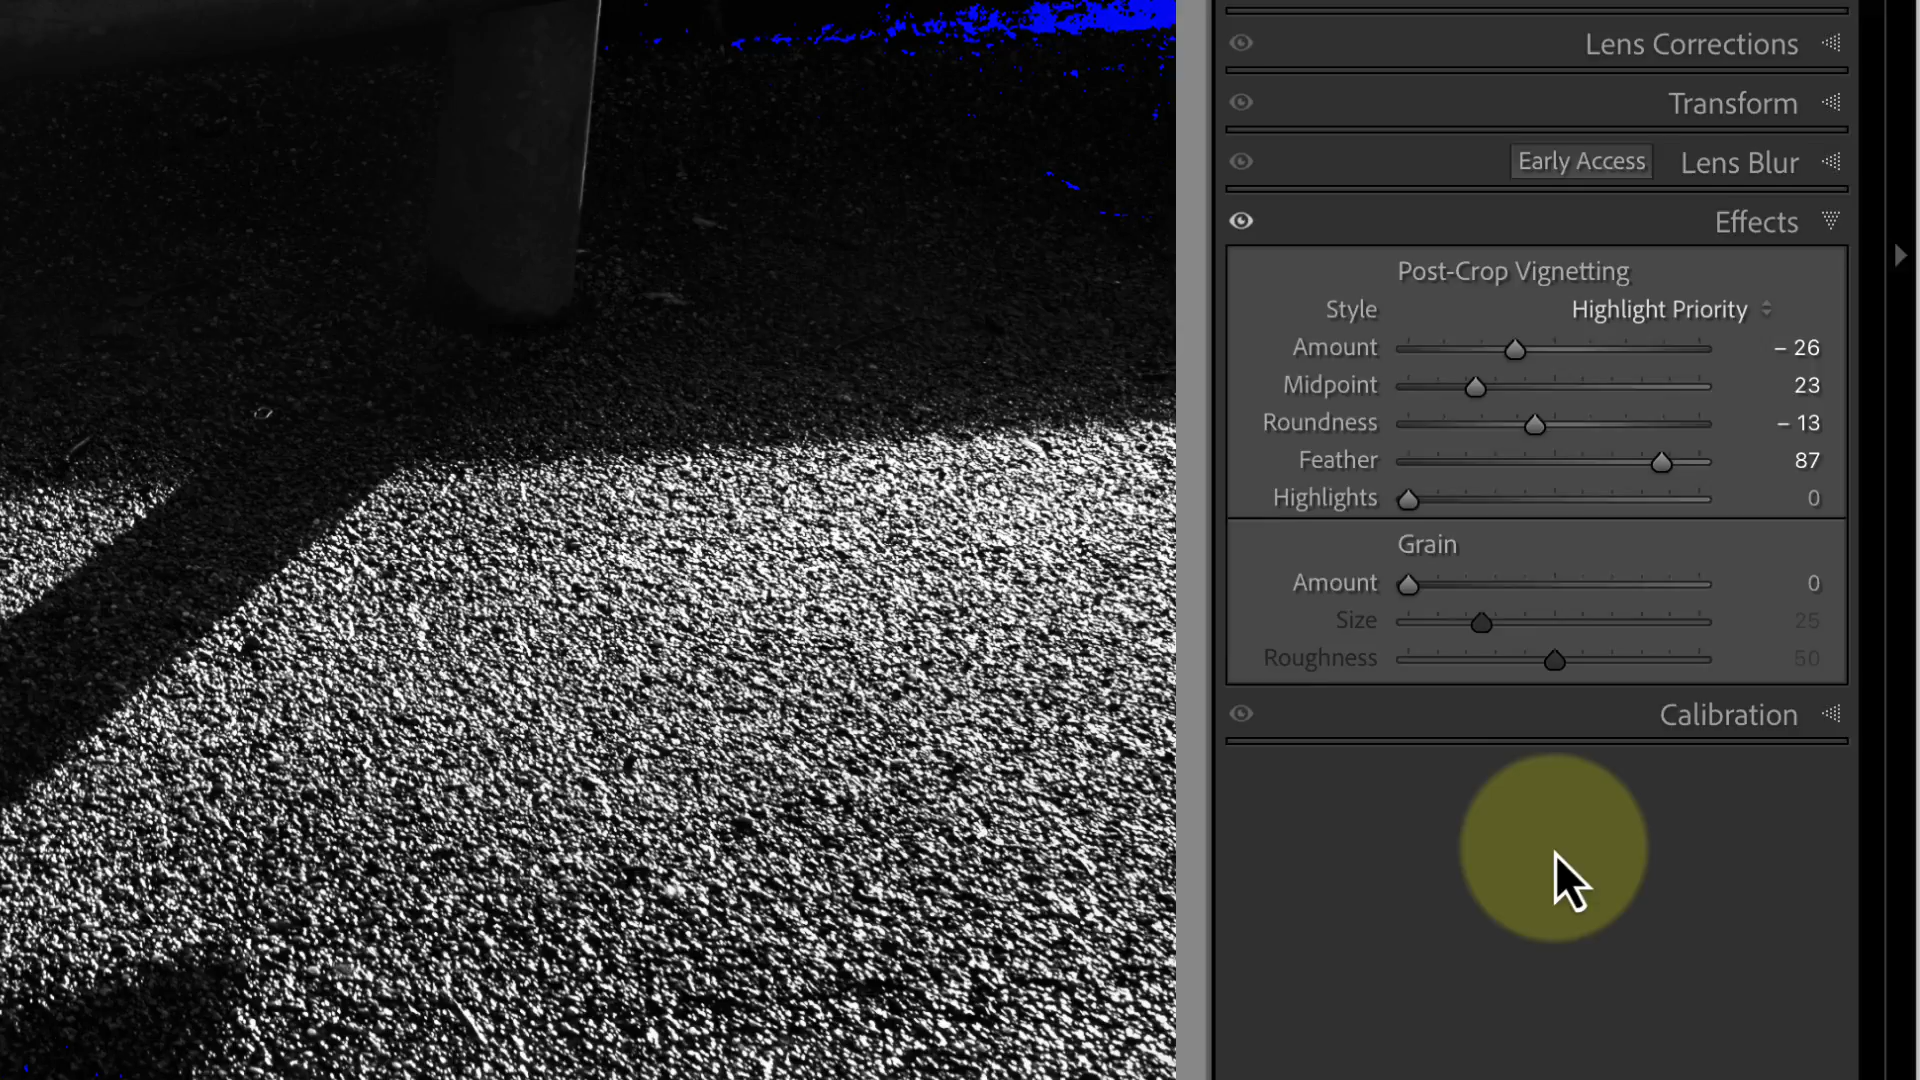 Lens Corrections
Transform
Early Access Lens Blur
Effects
Post-Crop Vignetting
Style Highlight Priority
Amount – 26
Midpoint 23
Roundness – 13
Feather 87
Highlights 0
Grain
Amount 0
Size 25
Roughness 50
Calibration